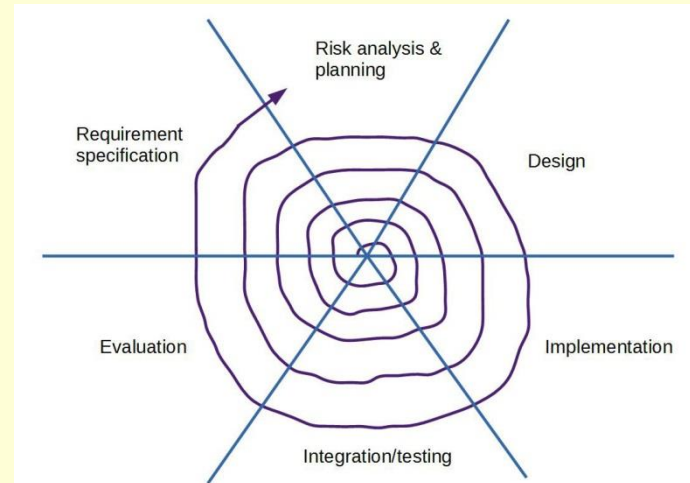 Risk analysis &
planning
Requirement
specification
Design
Evaluation
Implementation
Integration/testing